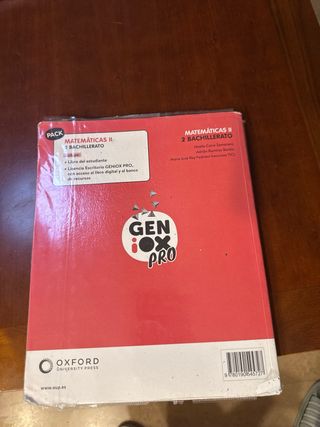 PACK
MATEMÁTICAS II
2 BACHILLERATO
• Libro del estudiante
• Licencia Escritorio GENIOX PRO,
con acceso al libro digital y al banco
de recursos
MATEMÁTICAS II
2 BACHILLERATO
GEN
iOX
PRO
OXFORD
UNIVERSITY PRESS
www.oup.es